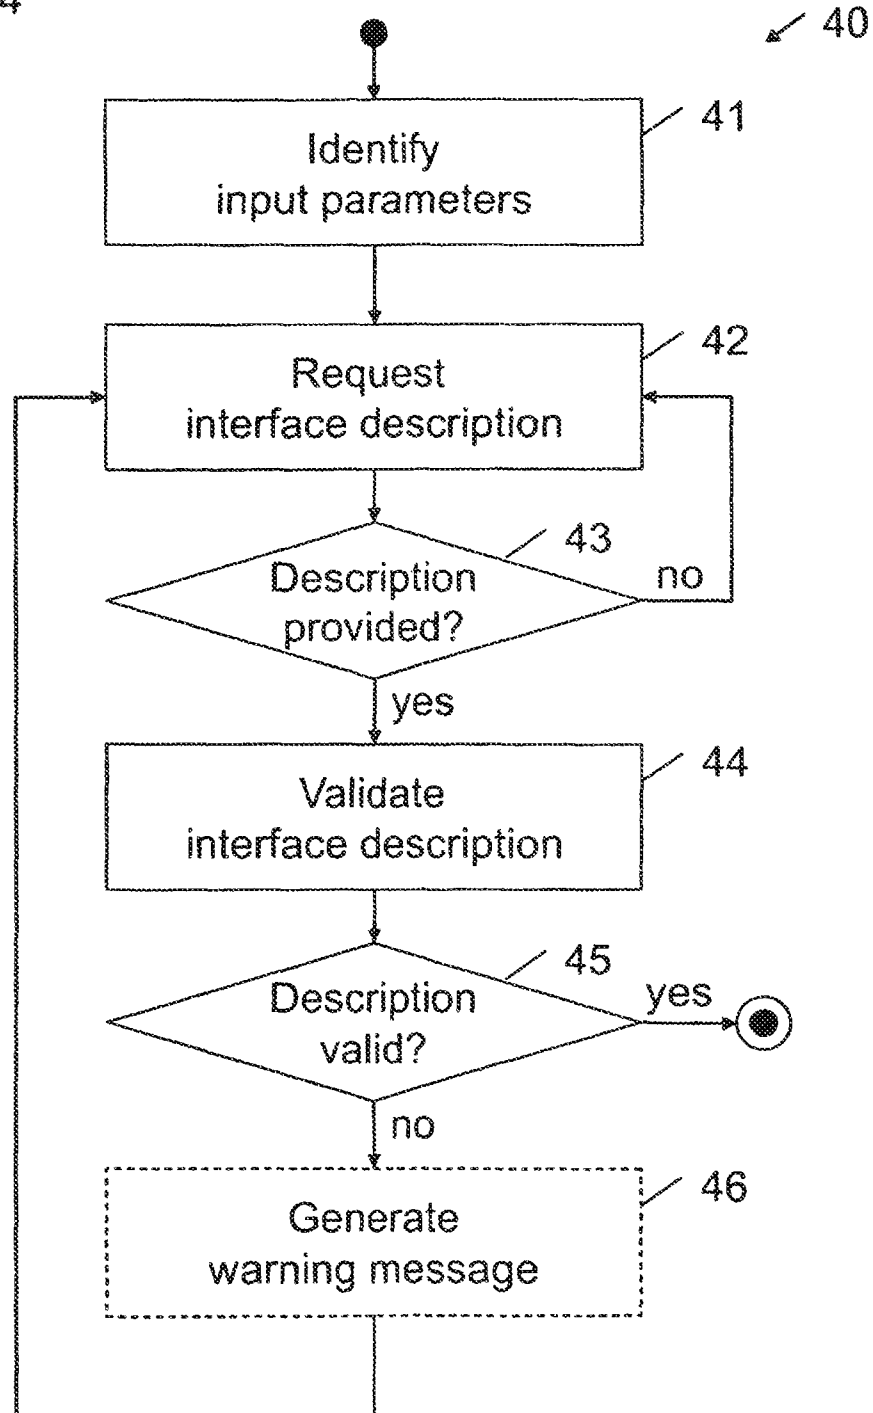 4
40
41
Identify
input parameters
42
Request
interface description
43
Description
provided?
no
yes
44
Validate
interface description
45
Description
valid?
yes
no
46
Generate
warning message